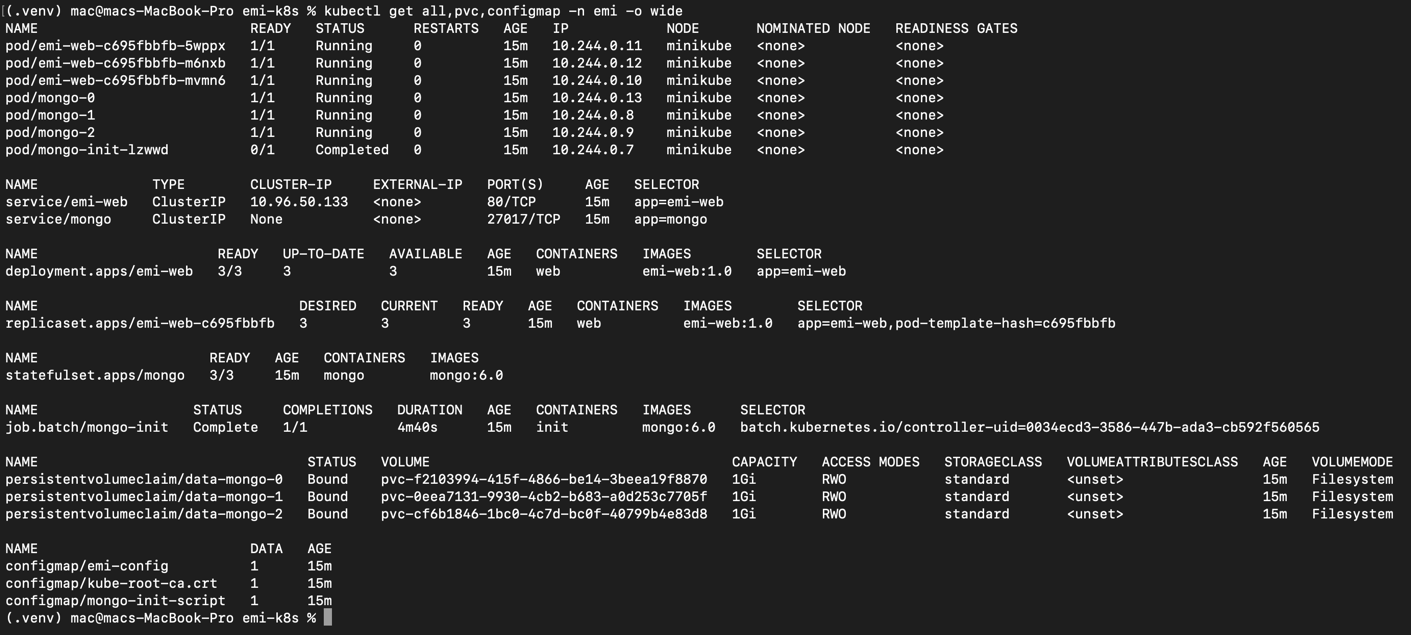 (.venv) mac@macs-MacBook-Pro emi-k8s % kubectl get all,pvc,configmap -n emi -o wide
NAME READY STATUS RESTARTS AGE IP NODE NOMINATED NODE READINESS GATES
pod/emi-web-c695fbbfb-5wppx 1/1 Running 0 15m 10.244.0.11 minikube <none> <none>
pod/emi-web-c695fbbfb-m6nxb 1/1 Running 0 15m 10.244.0.12 minikube <none> <none>
pod/emi-web-c695fbbfb-mvmn6 1/1 Running 0 15m 10.244.0.10 minikube <none> <none>
pod/mongo-0 1/1 Running 0 15m 10.244.0.13 minikube <none> <none>
pod/mongo-1 1/1 Running 0 15m 10.244.0.8 minikube <none> <none>
pod/mongo-2 1/1 Running 0 15m 10.244.0.9 minikube <none> <none>
pod/mongo-init-lzwwd 0/1 Completed 0 15m 10.244.0.7 minikube <none> <none>
NAME TYPE CLUSTER-IP EXTERNAL-IP PORT(S) AGE SELECTOR
service/emi-web ClusterIP 10.96.50.133 <none> 80/TCP 15m app=emi-web
service/mongo ClusterIP None <none> 27017/TCP 15m app=mongo
NAME READY UP-TO-DATE AVAILABLE AGE CONTAINERS IMAGES SELECTOR
deployment.apps/emi-web 3/3 3 3 15m web emi-web:1.0 app=emi-web
NAME DESIRED CURRENT READY AGE CONTAINERS IMAGES SELECTOR
replicaset.apps/emi-web-c695fbbfb 3 3 3 15m web emi-web:1.0 app=emi-web,pod-template-hash=c695fbbfb
NAME READY AGE CONTAINERS IMAGES
statefulset.apps/mongo 3/3 15m mongo mongo:6.0
NAME STATUS COMPLETIONS DURATION AGE CONTAINERS IMAGES SELECTOR
job.batch/mongo-init Complete 1/1 4m40s 15m init mongo:6.0 batch.kubernetes.io/controller-uid=0034ecd3-3586-447b-ada3-cb592f560565
NAME STATUS VOLUME CAPACITY ACCESS MODES STORAGECLASS VOLUMEATTRIBUTESCLASS AGE VOLUMEMODE
persistentvolumeclaim/data-mongo-0 Bound pvc-f2103994-415f-4866-be14-3beea19f8870 1Gi RWO standard <unset> 15m Filesystem
persistentvolumeclaim/data-mongo-1 Bound pvc-0eea7131-9930-4cb2-b683-a0d253c7705f 1Gi RWO standard <unset> 15m Filesystem
persistentvolumeclaim/data-mongo-2 Bound pvc-cf6b1846-1bc0-4c7d-bc0f-40799b4e83d8 1Gi RWO standard <unset> 15m Filesystem
NAME DATA AGE
configmap/emi-config 1 15m
configmap/kube-root-ca.crt 1 15m
configmap/mongo-init-script 1 15m
(.venv) mac@macs-MacBook-Pro emi-k8s %